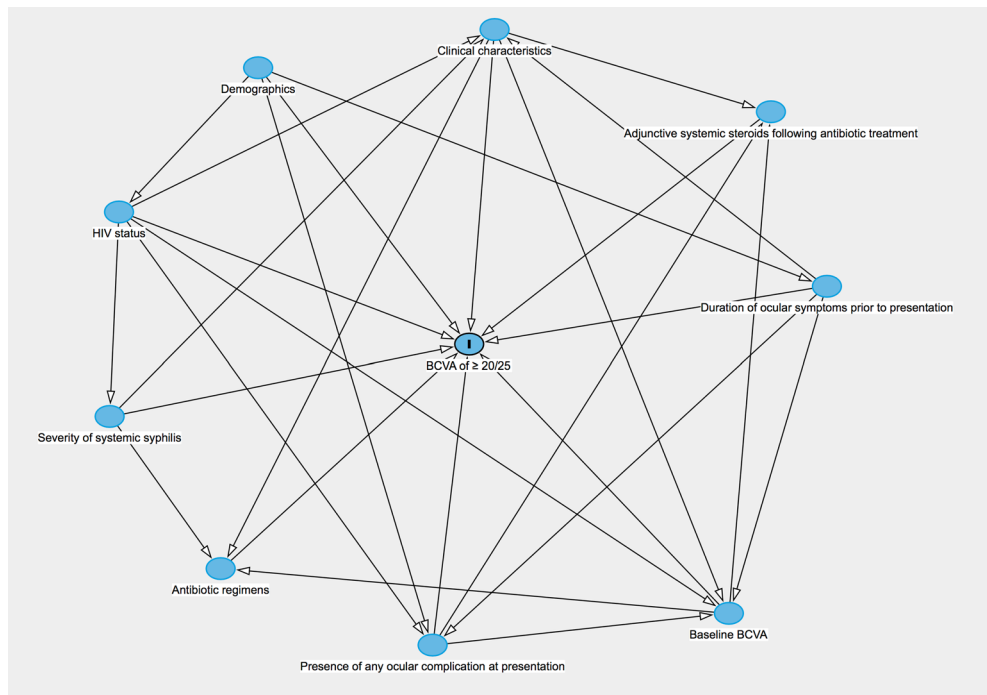 Clinical characteristics
Demographics
Adjunctive systemic steroids following antibiotic treatment
HIV status
Duration of ocular symptoms prior to presentation
I
BCVA of ≥ 20/25
Severity of systemic syphilis
Antibiotic regimens
Baseline BCVA
Presence of any ocular complication at presentation